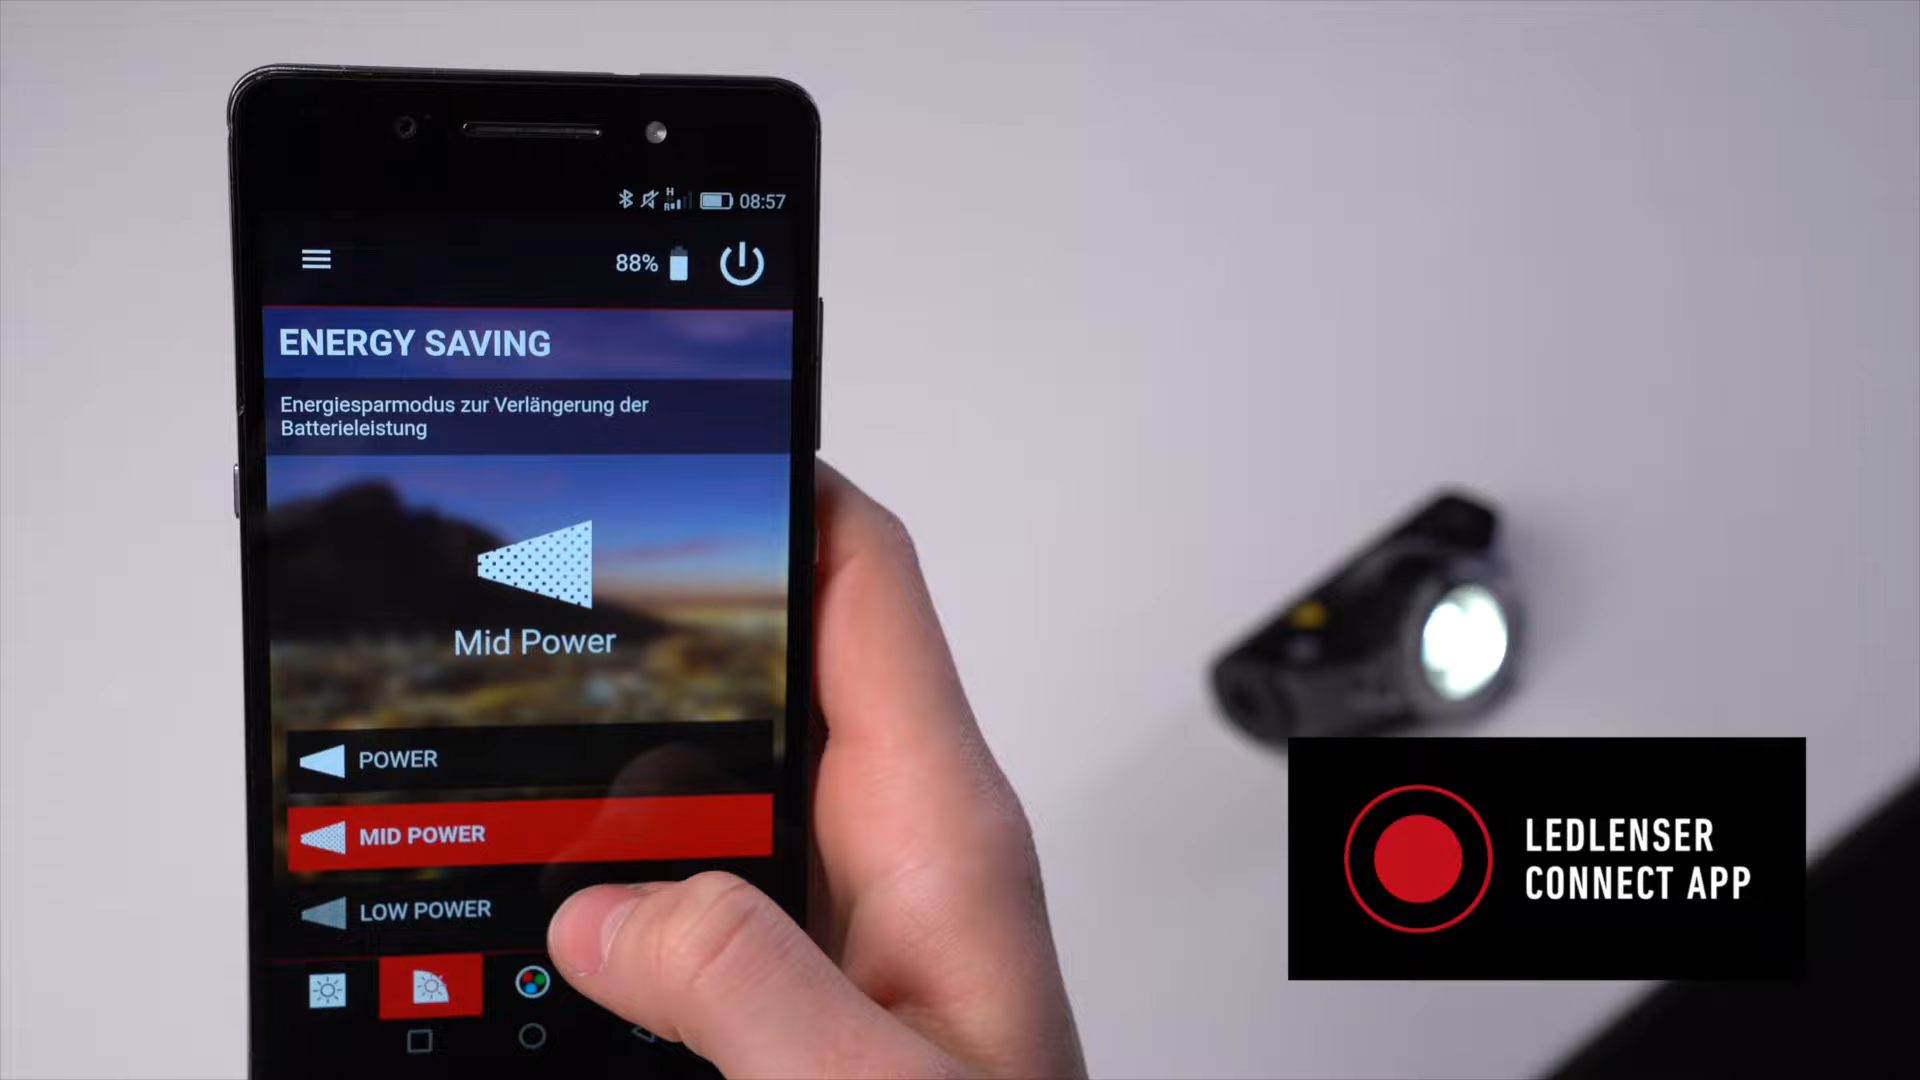 H
R
08:57
88%
ENERGY SAVING
Energiesparmodus zur Verlängerung der
Batterieleistung
Mid Power
POWER
MID POWER
LOW POWER
LEDLENSER
CONNECT APP